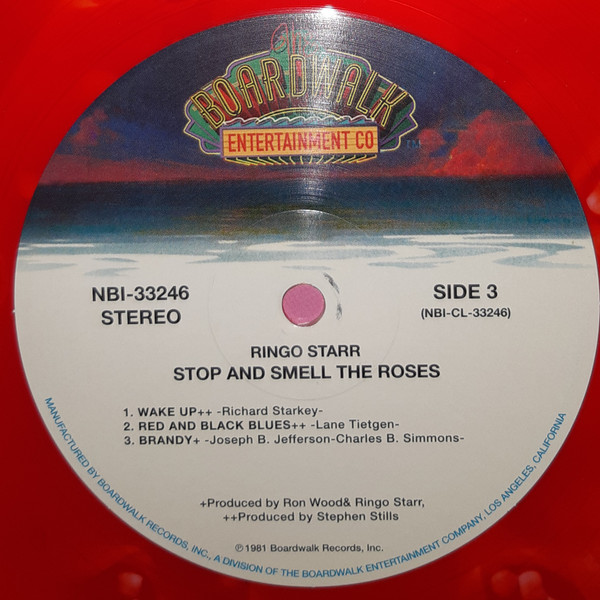 The
BOARDWALK
ENTERTAINMENT CO
NBI-33246
STEREO
SIDE 3
(NBI-CL-33246)
RINGO STARR
STOP AND SMELL THE ROSES
1. WAKE UP++ -Richard Starkey-
2. RED AND BLACK BLUES++ -Lane Tietgen-
3. BRANDY+ -Joseph B. Jefferson-Charles B. Simmons-
+Produced by Ron Wood& Ringo Starr,
++Produced by Stephen Stills
℗1981 Boardwalk Records, Inc.
MANUFACTURED BY BOARDWALK RECORDS, INC., A DIVISION OF THE BOARDWALK ENTERTAINMENT COMPANY, LOS ANGELES, CALIFORNIA